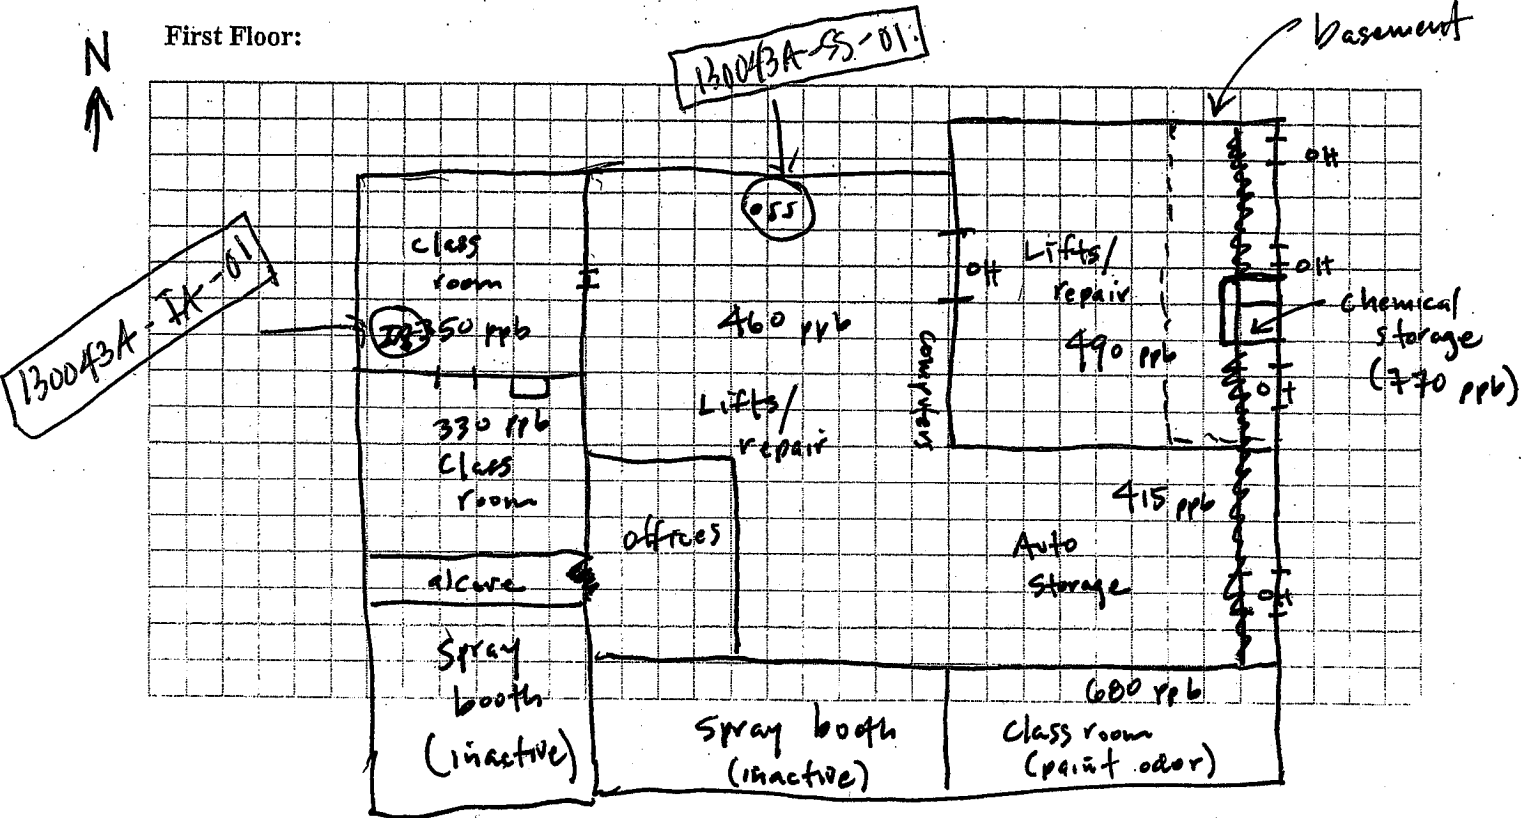 First Floor:
N
130043A-SS-01
basement
OH
SS
class
room
Lifts/
repair
OH
OH
130043A-IA-01
350 ppb
460 ppb
490 ppb
chemical
storage
(770 ppb)
computers
OH
Lifts/
repair
330 ppb
Class
room
415 ppb
offices
Auto
Storage
alcove
OH
Spray
booth
(inactive)
680 ppb
Spray booth
(inactive)
Class room
(paint odor)